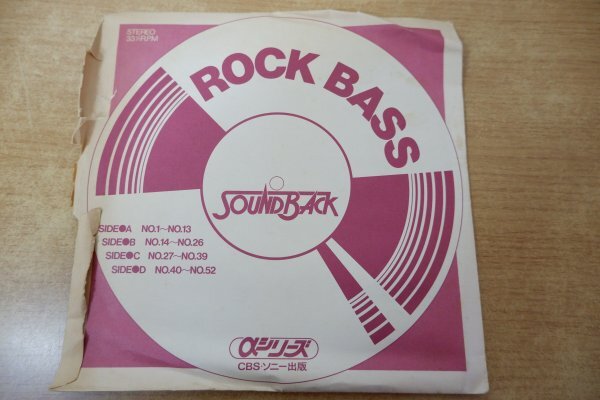 STEREO
33⅓RPM
ROCK BASS
SOUNDBACK
SIDE●A NO.1~NO.13
SIDE●B NO.14~NO.26
SIDE●C NO.27~NO.39
SIDE●D NO.40~NO.52
αシリーズ
CBS・ソニー出版